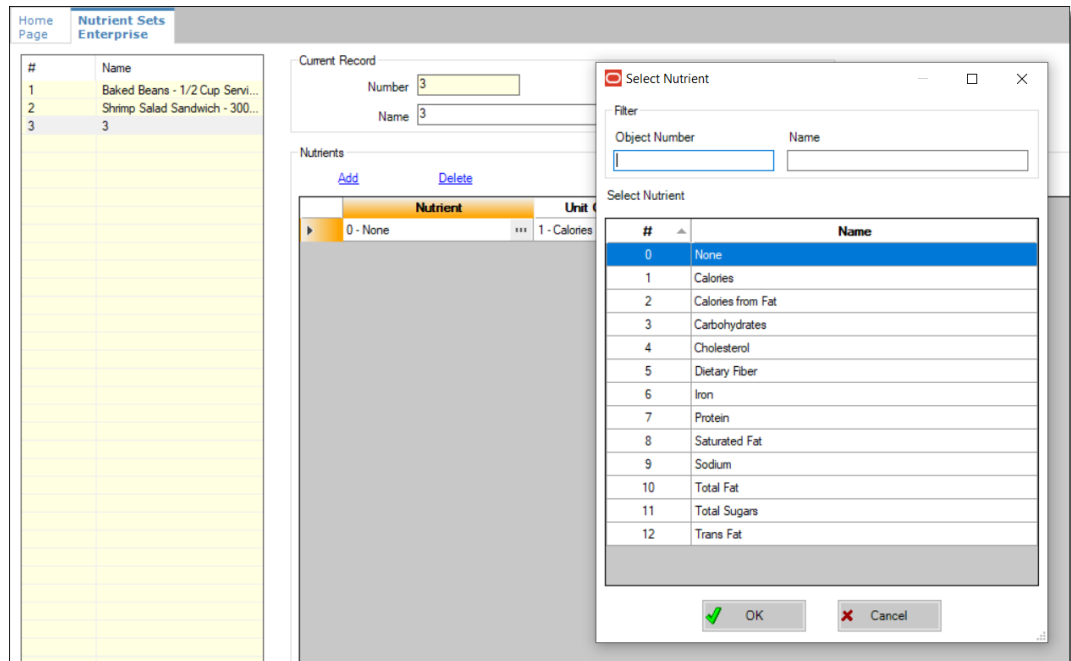 Home
Page
Nutrient Sets
Enterprise
# Name
1 Baked Beans - 1/2 Cup Servi...
2 Shrimp Salad Sandwich - 300...
3 3
Current Record
Number 3
Name 3
Nutrients
Add Delete
Nutrient Unit
0 - None ... 1 - Calories
Select Nutrient
Filter
Object Number Name
Select Nutrient
# Name
0 None
1 Calories
2 Calories from Fat
3 Carbohydrates
4 Cholesterol
5 Dietary Fiber
6 Iron
7 Protein
8 Saturated Fat
9 Sodium
10 Total Fat
11 Total Sugars
12 Trans Fat
OK Cancel